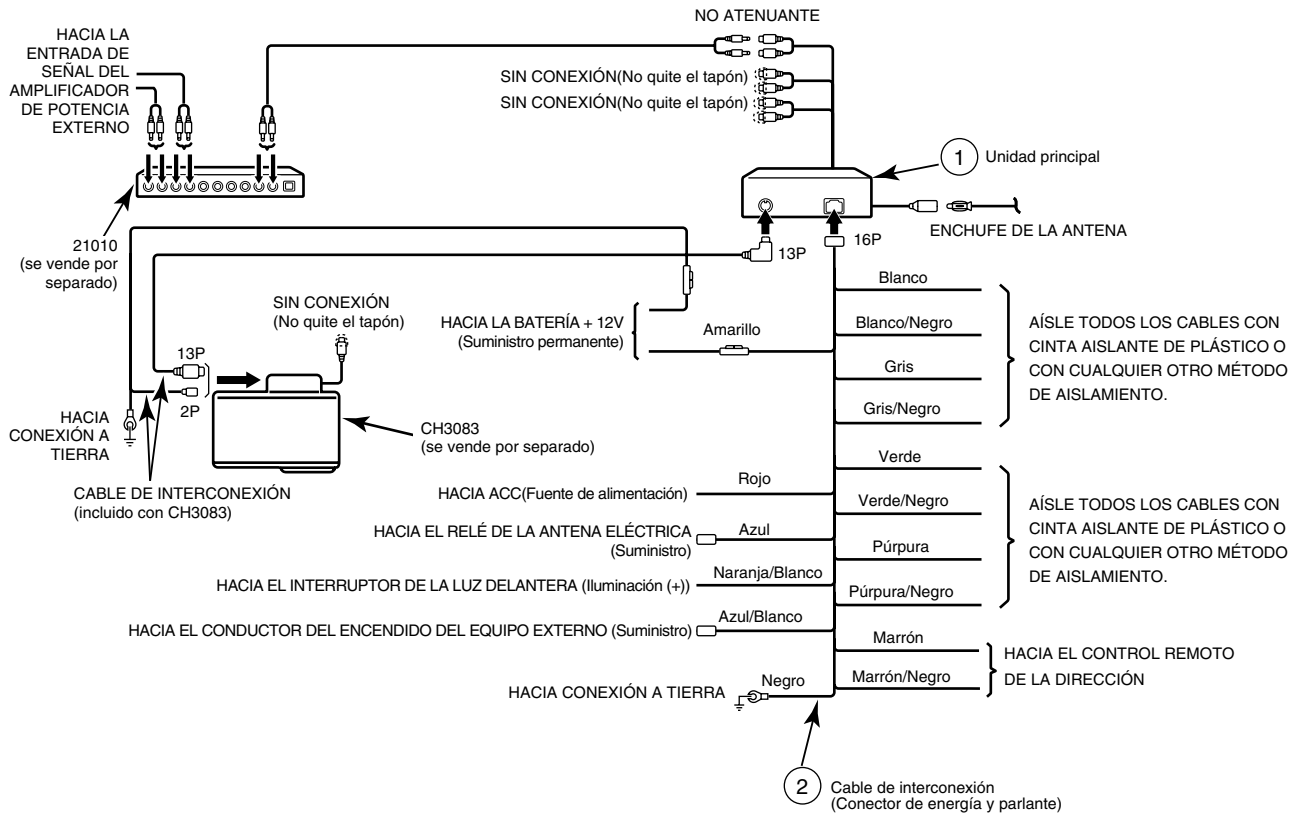 NO ATENUANTE
HACIA LA
ENTRADA DE
SEÑAL DEL
AMPLIFICADOR
DE POTENCIA
EXTERNO
SIN CONEXIÓN(No quite el tapón)
SIN CONEXIÓN(No quite el tapón)
1 Unidad principal
ENCHUFE DE LA ANTENA
21010
(se vende por
separado)
13P
16P
SIN CONEXIÓN
(No quite el tapón)
HACIA LA BATERÍA + 12V
(Suministro permanente)
Amarillo
13P
2P
HACIA
CONEXIÓN A
TIERRA
CH3083
(se vende por separado)
CABLE DE INTERCONEXIÓN
(incluido con CH3083)
Blanco
Blanco/Negro
Gris
Gris/Negro
AÍSLE TODOS LOS CABLES CON
CINTA AISLANTE DE PLÁSTICO O
CON CUALQUIER OTRO MÉTODO
DE AISLAMIENTO.
HACIA ACC(Fuente de alimentación)
Rojo
HACIA EL RELÉ DE LA ANTENA ELÉCTRICA
(Suministro)
Azul
HACIA EL INTERRUPTOR DE LA LUZ DELANTERA (Iluminación (+))
Naranja/Blanco
HACIA EL CONDUCTOR DEL ENCENDIDO DEL EQUIPO EXTERNO (Suministro)
Azul/Blanco
HACIA CONEXIÓN A TIERRA
Negro
Verde
Verde/Negro
Púrpura
Púrpura/Negro
AÍSLE TODOS LOS CABLES CON
CINTA AISLANTE DE PLÁSTICO O
CON CUALQUIER OTRO MÉTODO
DE AISLAMIENTO.
Marrón
Marrón/Negro
HACIA EL CONTROL REMOTO
DE LA DIRECCIÓN
2 Cable de interconexión
(Conector de energía y parlante)